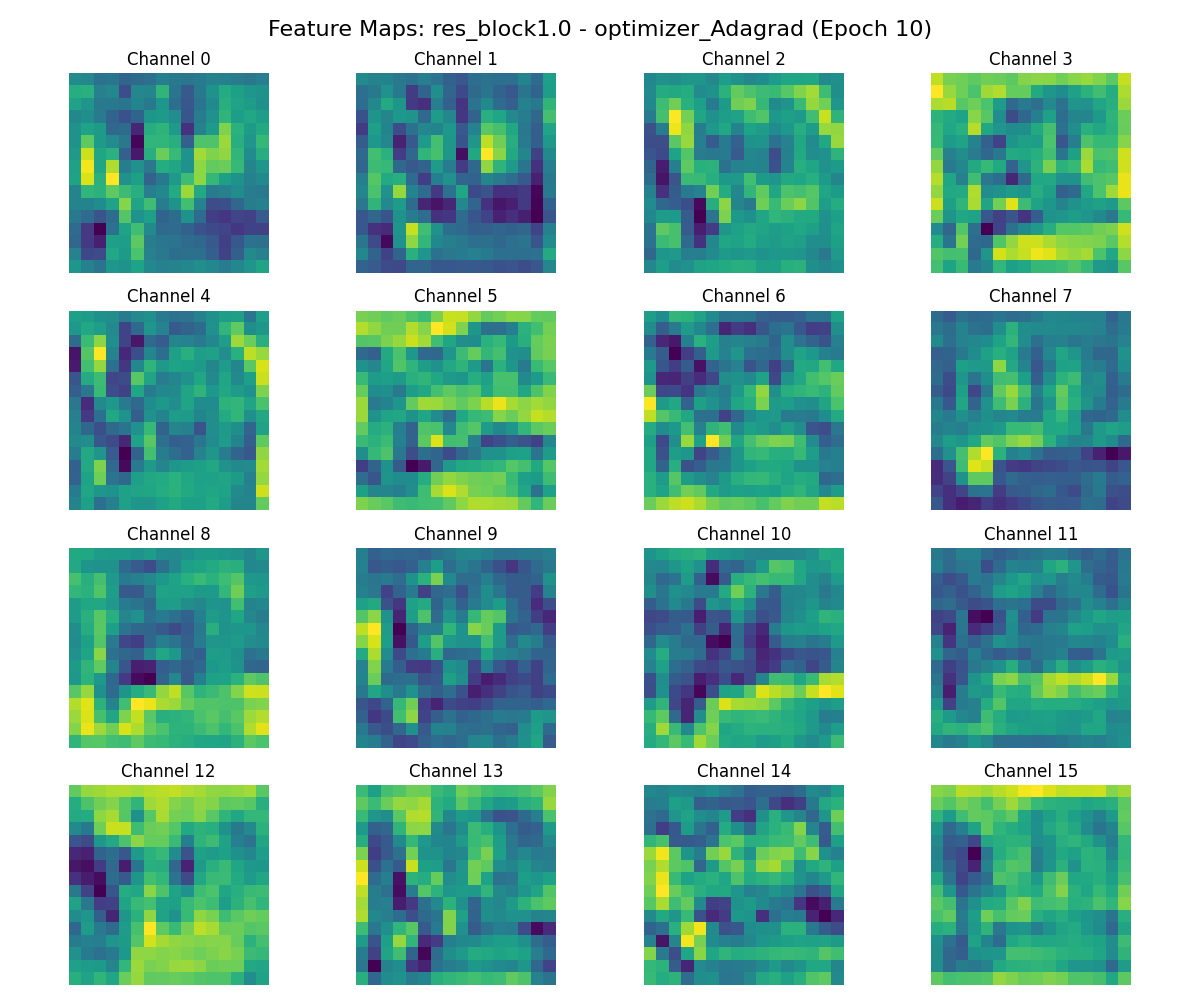 Feature Maps: res_block1.0 - optimizer_Adagrad (Epoch 10)
Channel 0
Channel 1
Channel 2
Channel 3
Channel 4
Channel 5
Channel 6
Channel 7
Channel 8
Channel 9
Channel 10
Channel 11
Channel 12
Channel 13
Channel 14
Channel 15